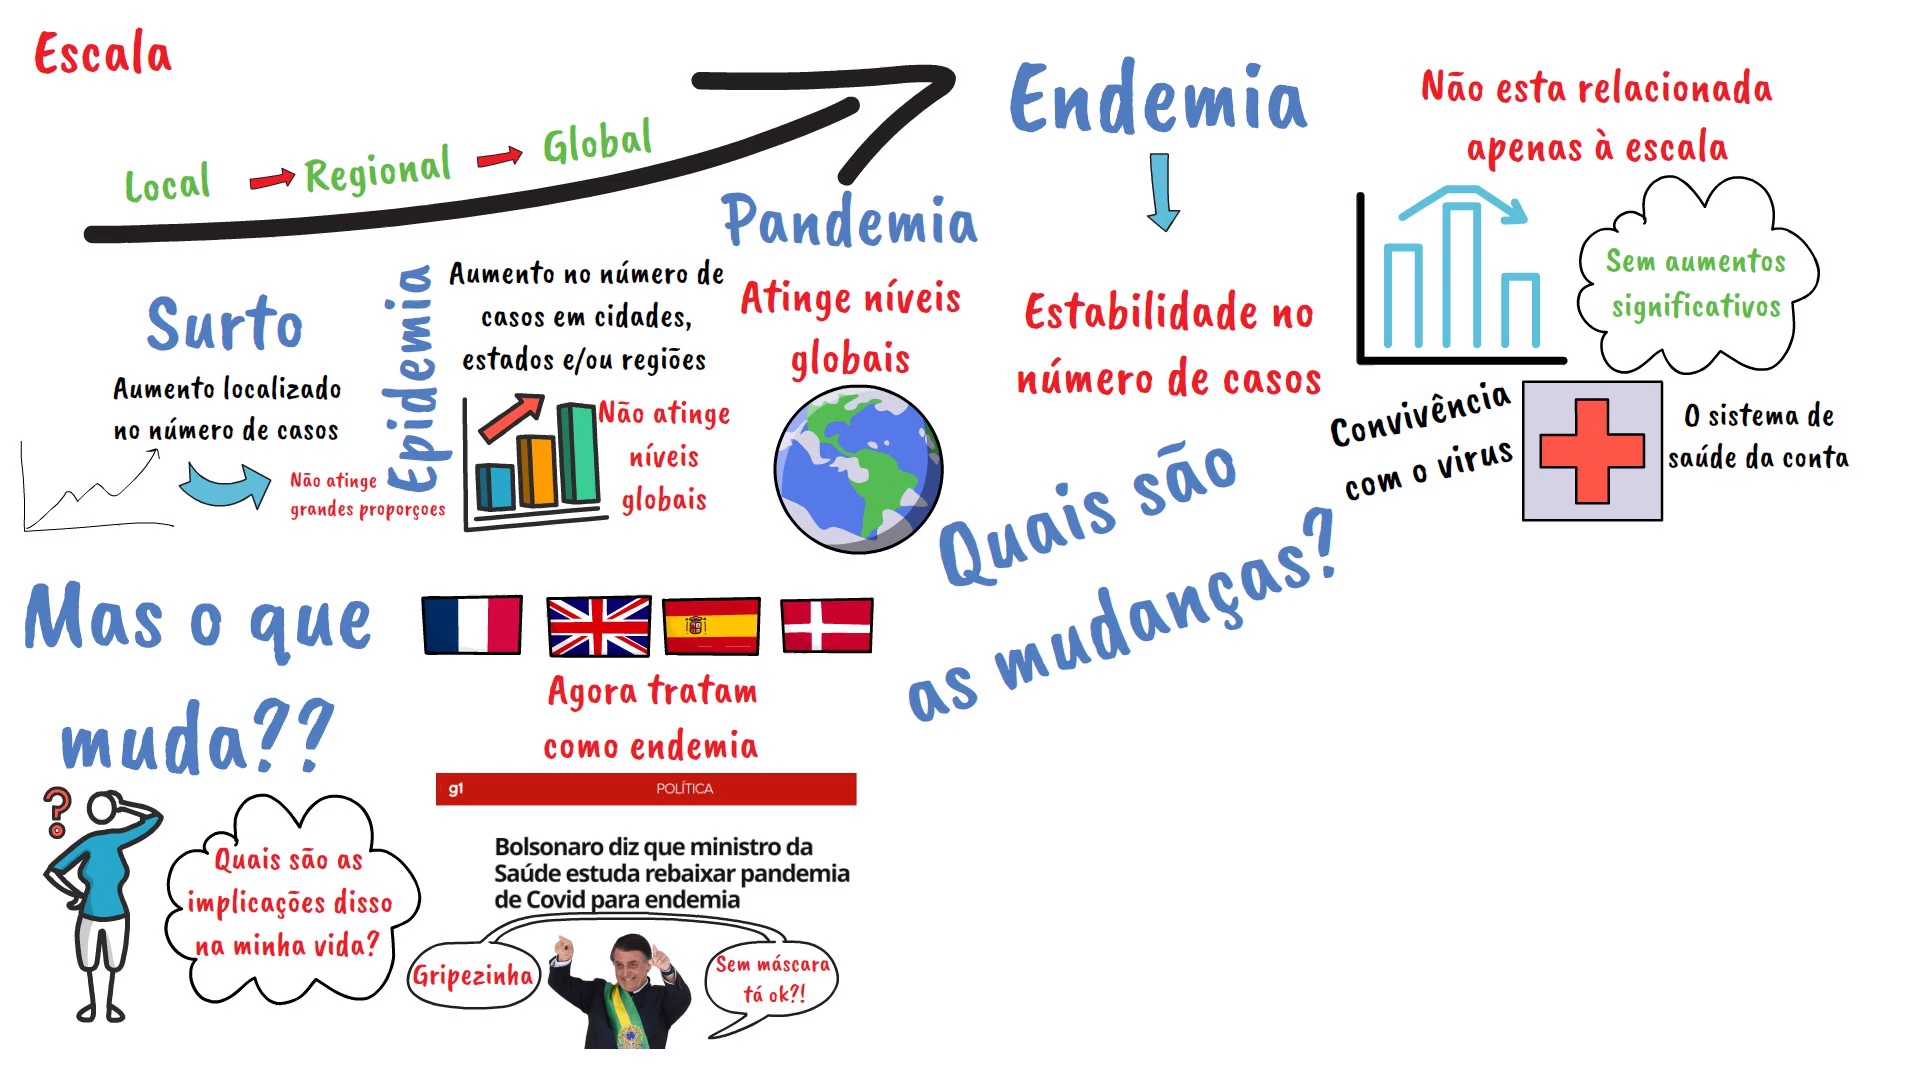 Escala
Local
Regional
Global
Surto
Aumento localizado
no número de casos
Não atinge
grandes proporçoes
Epidemia
Aumento no número de
casos em cidades,
estados e/ou regiões
Não atinge
níveis
globais
Pandemia
Atinge níveis
globais
Endemia
Estabilidade no
número de casos
Não esta relacionada
apenas à escala
Sem aumentos
significativos
Convivência
com o virus
O sistema de
saúde da conta
Mas o que
muda??
Quais são as
implicações disso
na minha vida?
Agora tratam
como endemia
g1 POLÍTICA
Bolsonaro diz que ministro da
Saúde estuda rebaixar pandemia
de Covid para endemia
Gripezinha
Sem máscara
tá ok?!
Quais são
as mudanças?